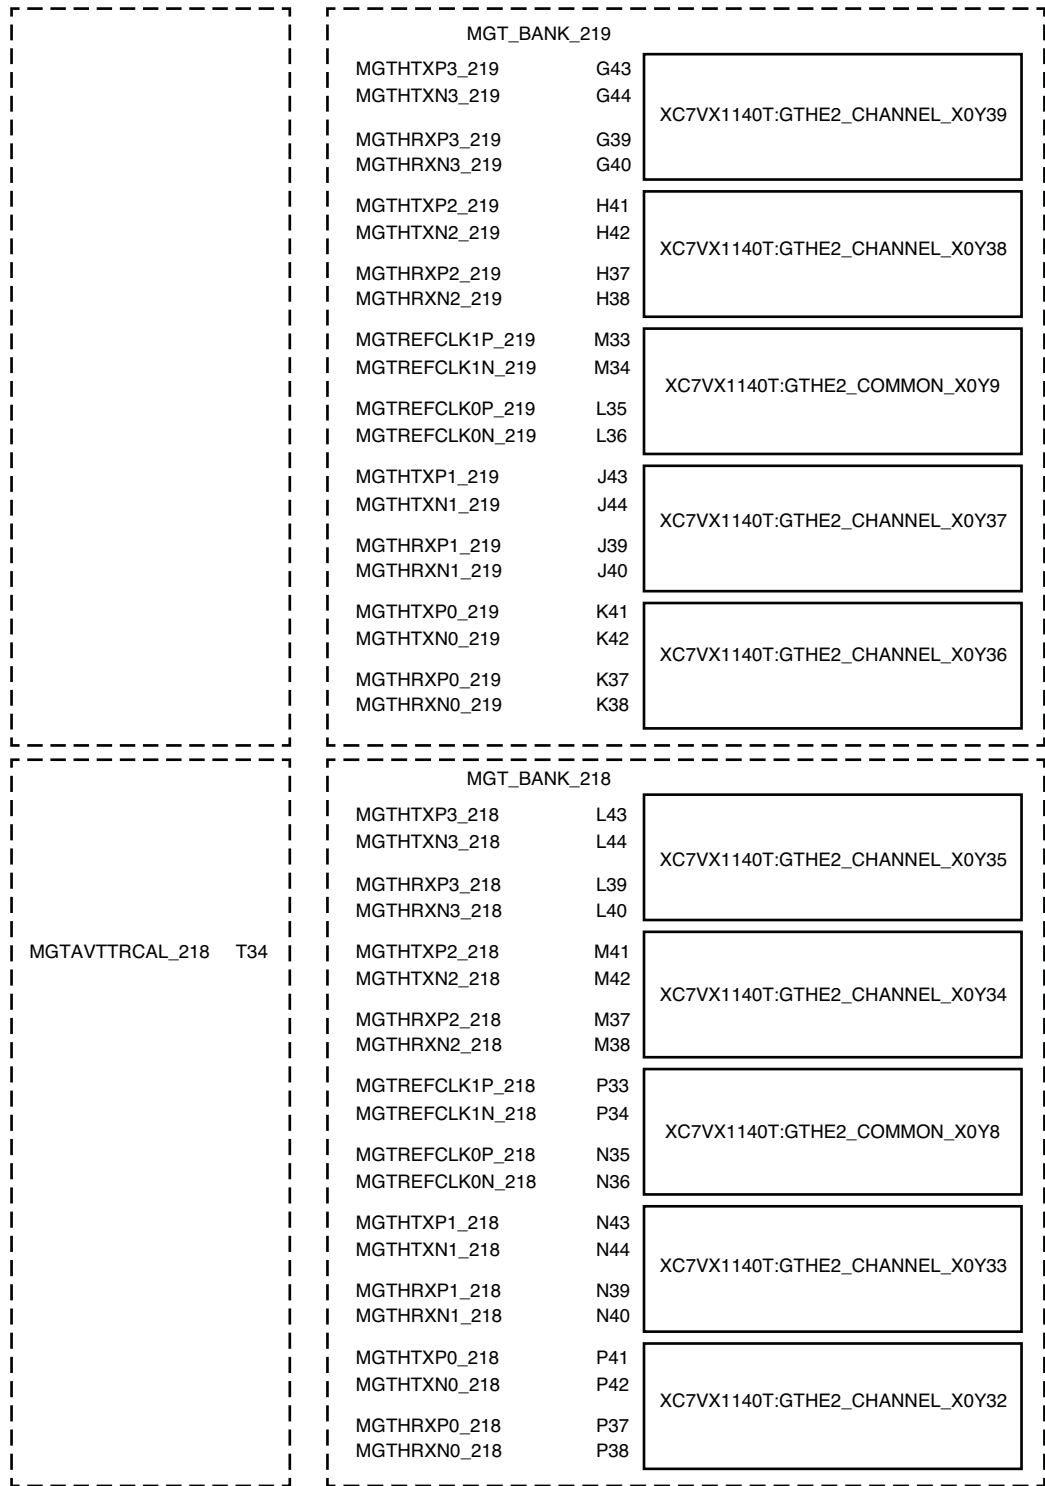 MGT_BANK_219
MGTHTXP3_219 G43
MGTHTXN3_219 G44
XC7VX1140T:GTHE2_CHANNEL_X0Y39
MGTHRXP3_219 G39
MGTHRXN3_219 G40
MGTHTXP2_219 H41
MGTHTXN2_219 H42
XC7VX1140T:GTHE2_CHANNEL_X0Y38
MGTHRXP2_219 H37
MGTHRXN2_219 H38
MGTREFCLK1P_219 M33
MGTREFCLK1N_219 M34
XC7VX1140T:GTHE2_COMMON_X0Y9
MGTREFCLK0P_219 L35
MGTREFCLK0N_219 L36
MGTHTXP1_219 J43
MGTHTXN1_219 J44
XC7VX1140T:GTHE2_CHANNEL_X0Y37
MGTHRXP1_219 J39
MGTHRXN1_219 J40
MGTHTXP0_219 K41
MGTHTXN0_219 K42
XC7VX1140T:GTHE2_CHANNEL_X0Y36
MGTHRXP0_219 K37
MGTHRXN0_219 K38
MGT_BANK_218
MGTHTXP3_218 L43
MGTHTXN3_218 L44
XC7VX1140T:GTHE2_CHANNEL_X0Y35
MGTHRXP3_218 L39
MGTHRXN3_218 L40
MGTAVTTRCAL_218 T34
MGTHTXP2_218 M41
MGTHTXN2_218 M42
XC7VX1140T:GTHE2_CHANNEL_X0Y34
MGTHRXP2_218 M37
MGTHRXN2_218 M38
MGTREFCLK1P_218 P33
MGTREFCLK1N_218 P34
XC7VX1140T:GTHE2_COMMON_X0Y8
MGTREFCLK0P_218 N35
MGTREFCLK0N_218 N36
MGTHTXP1_218 N43
MGTHTXN1_218 N44
XC7VX1140T:GTHE2_CHANNEL_X0Y33
MGTHRXP1_218 N39
MGTHRXN1_218 N40
MGTHTXP0_218 P41
MGTHTXN0_218 P42
XC7VX1140T:GTHE2_CHANNEL_X0Y32
MGTHRXP0_218 P37
MGTHRXN0_218 P38